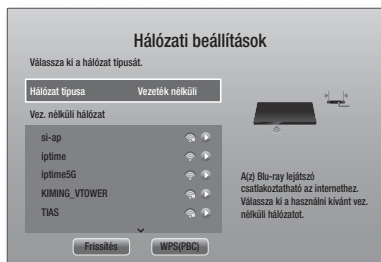 Hálózati beállítások
Válassza ki a hálózat típusát.
Hálózat típusa Vezeték nélküli
Vez. nélküli hálózat
si-ap
iptime
iptime5G
KIMING_VTOWER
TIAS
A(z) Blu-ray lejátszó
csatlakoztatható az internethez.
Válassza ki a használni kívánt vez.
nélküli hálózatot.
Frissítés WPS(PBC)